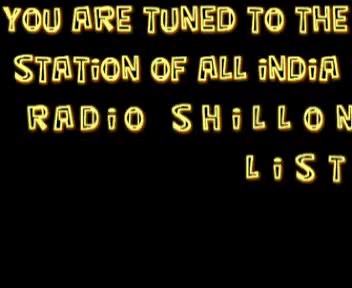 YOU ARE TUNED TO THE
STATiON OF ALL iNDiA
RADiO SHiLLON
LiST